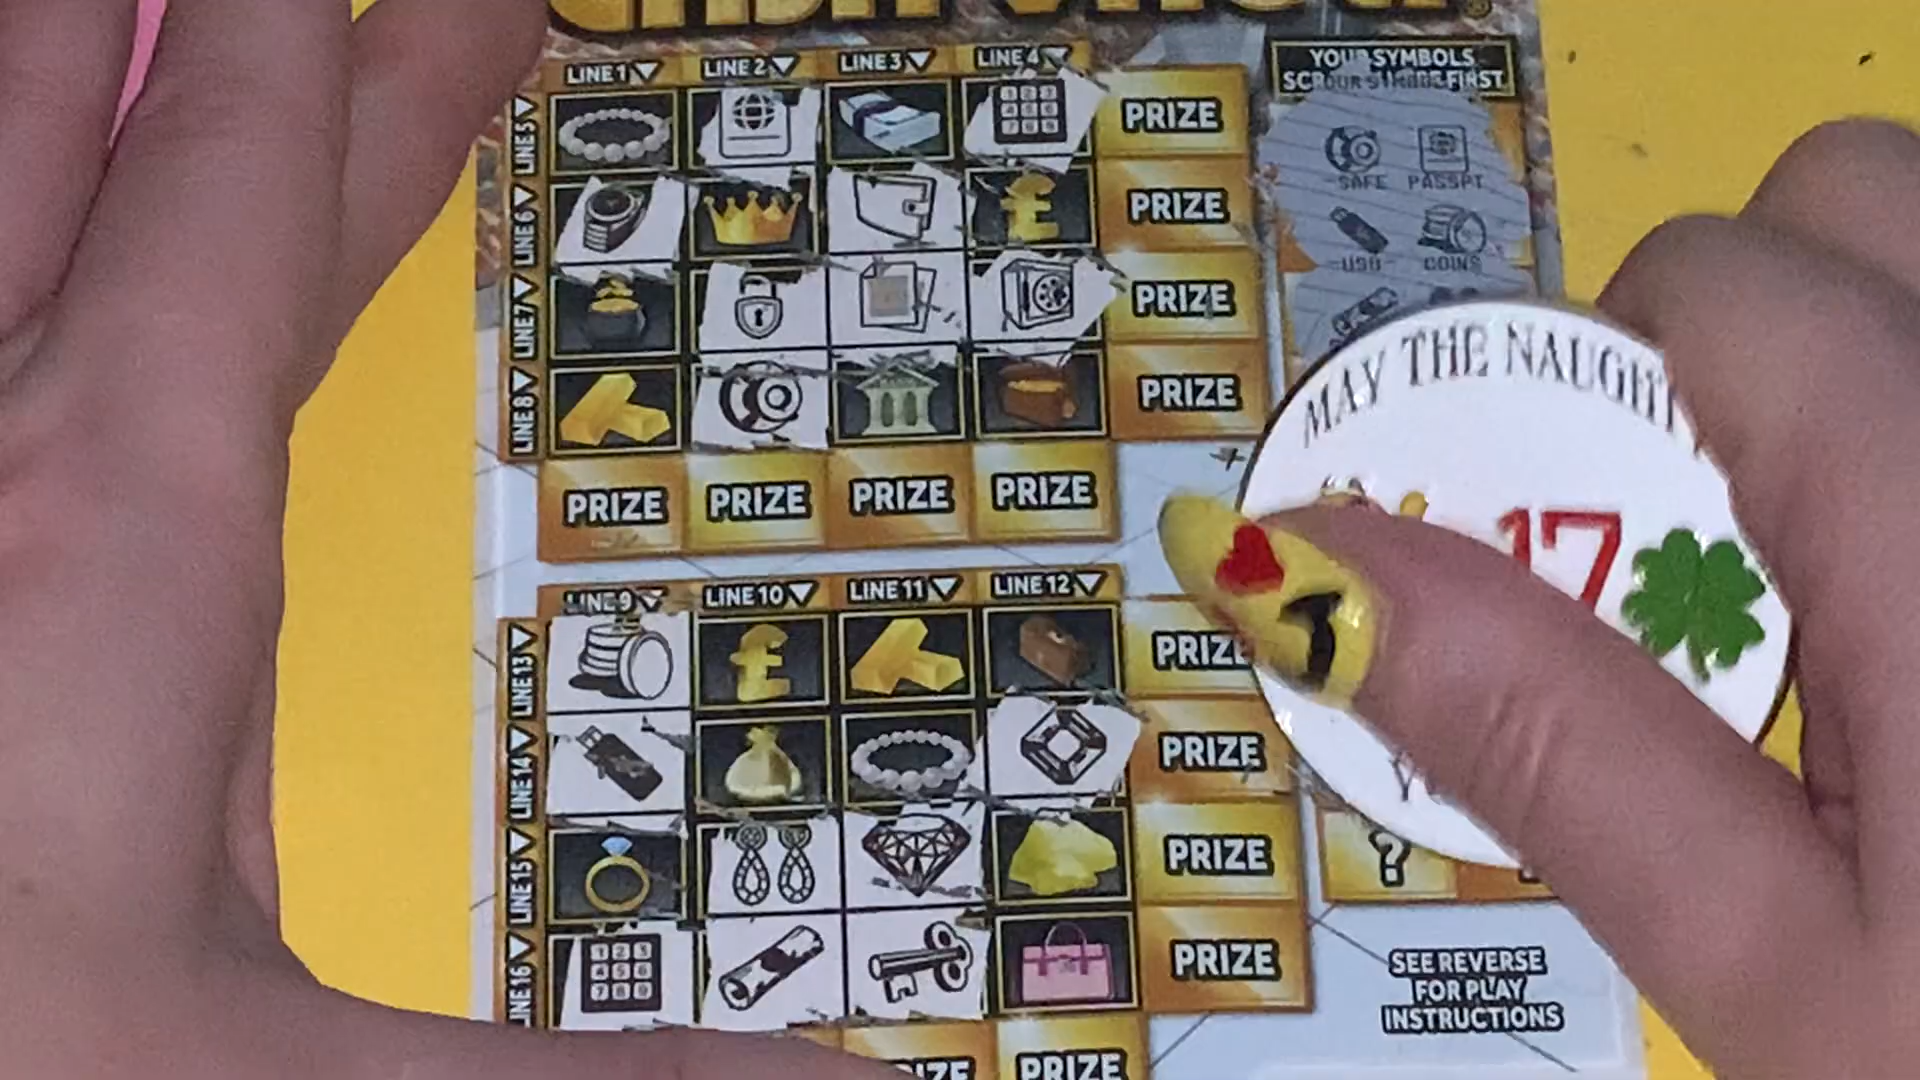 LINE 1 LINE 2 LINE 3 LINE 4
YOUR SYMBOLS
LINE 5 PRIZE
SAFE PASSPT
LINE 6 PRIZE
USB COINS
LINE 7 PRIZE
LINE 8 PRIZE
PRIZE PRIZE PRIZE PRIZE
MAY THE
17
LINE 9 LINE 10 LINE 11 LINE 12
LINE 13
LINE 14 PRIZE
LINE 15 PRIZE
?
LINE 16 PRIZE
123
456
789
SEE REVERSE
FOR PLAY
INSTRUCTIONS
PRIZE